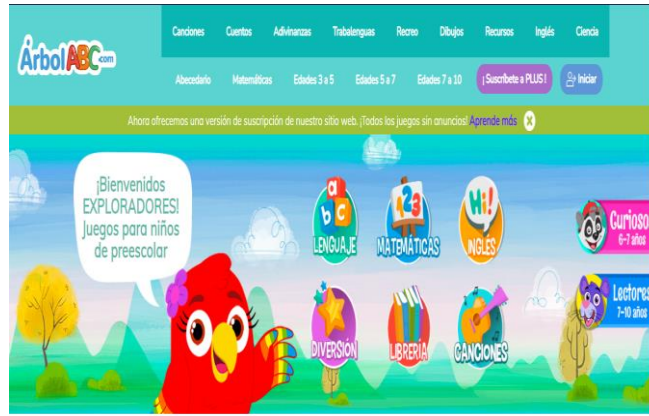 ÁrbolABC.com
Canciones Cuentos Adivinanzas Trabalenguas Recreo Dibujos Recursos Inglés Ciencia
Abecedario Matemáticas Edades 3 a 5 Edades 5 a 7 Edades 7 a 10 ¡Suscríbete a PLUS! Iniciar
Ahora ofrecemos una versión de suscripción de nuestro sitio web. ¡Todos los juegos sin anuncios! Aprende más X
¡Bienvenidos
EXPLORADORES!
Juegos para niños
de preescolar
a
b c
LENGUAJE
123
MATEMÁTICAS
Hi!
INGLÉS
DIVERSIÓN
LIBRERÍA
CANCIONES
Curioso
6-7 años
Lectores
7-10 años